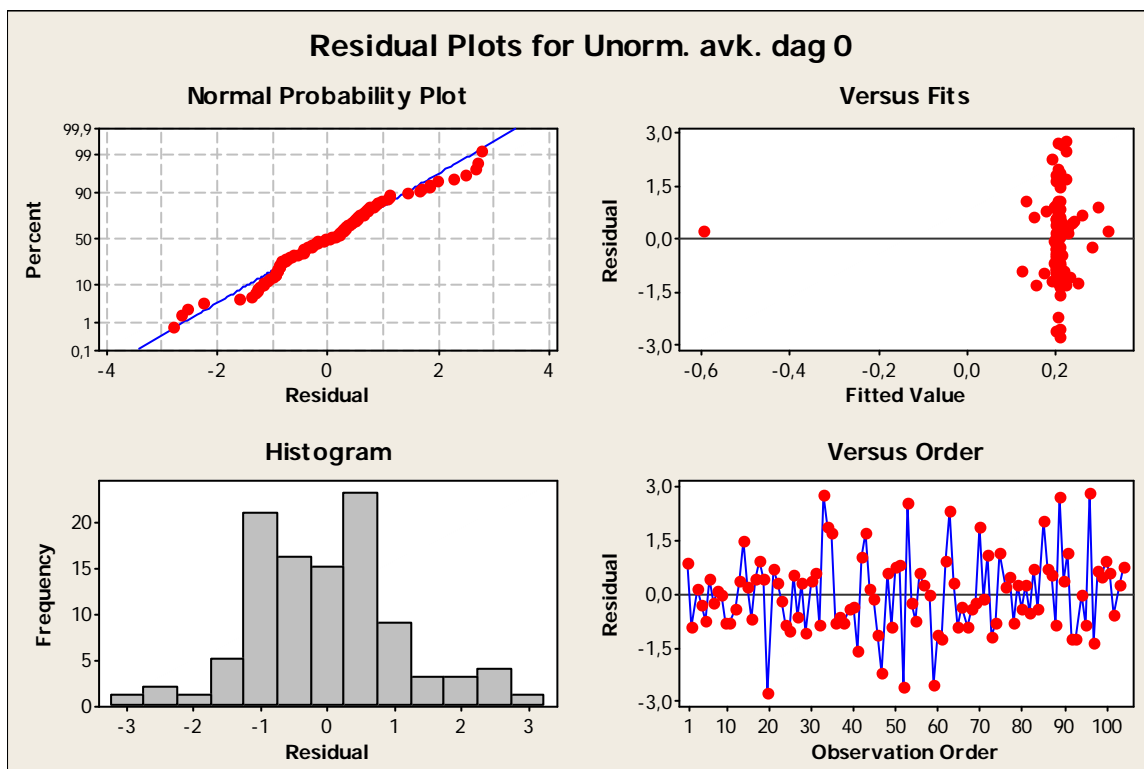 Residual Plots for Unorm. avk. dag 0
Normal Probability Plot
99,9
99
90
50
10
1
0,1
Percent
-4 -2 0 2 4
Residual
Versus Fits
3,0
1,5
0,0
-1,5
-3,0
Residual
-0,6 -0,4 -0,2 0,0 0,2
Fitted Value
Histogram
20
15
10
5
0
Frequency
-3 -2 -1 0 1 2 3
Residual
Versus Order
3,0
1,5
0,0
-1,5
-3,0
Residual
1 10 20 30 40 50 60 70 80 90 100
Observation Order